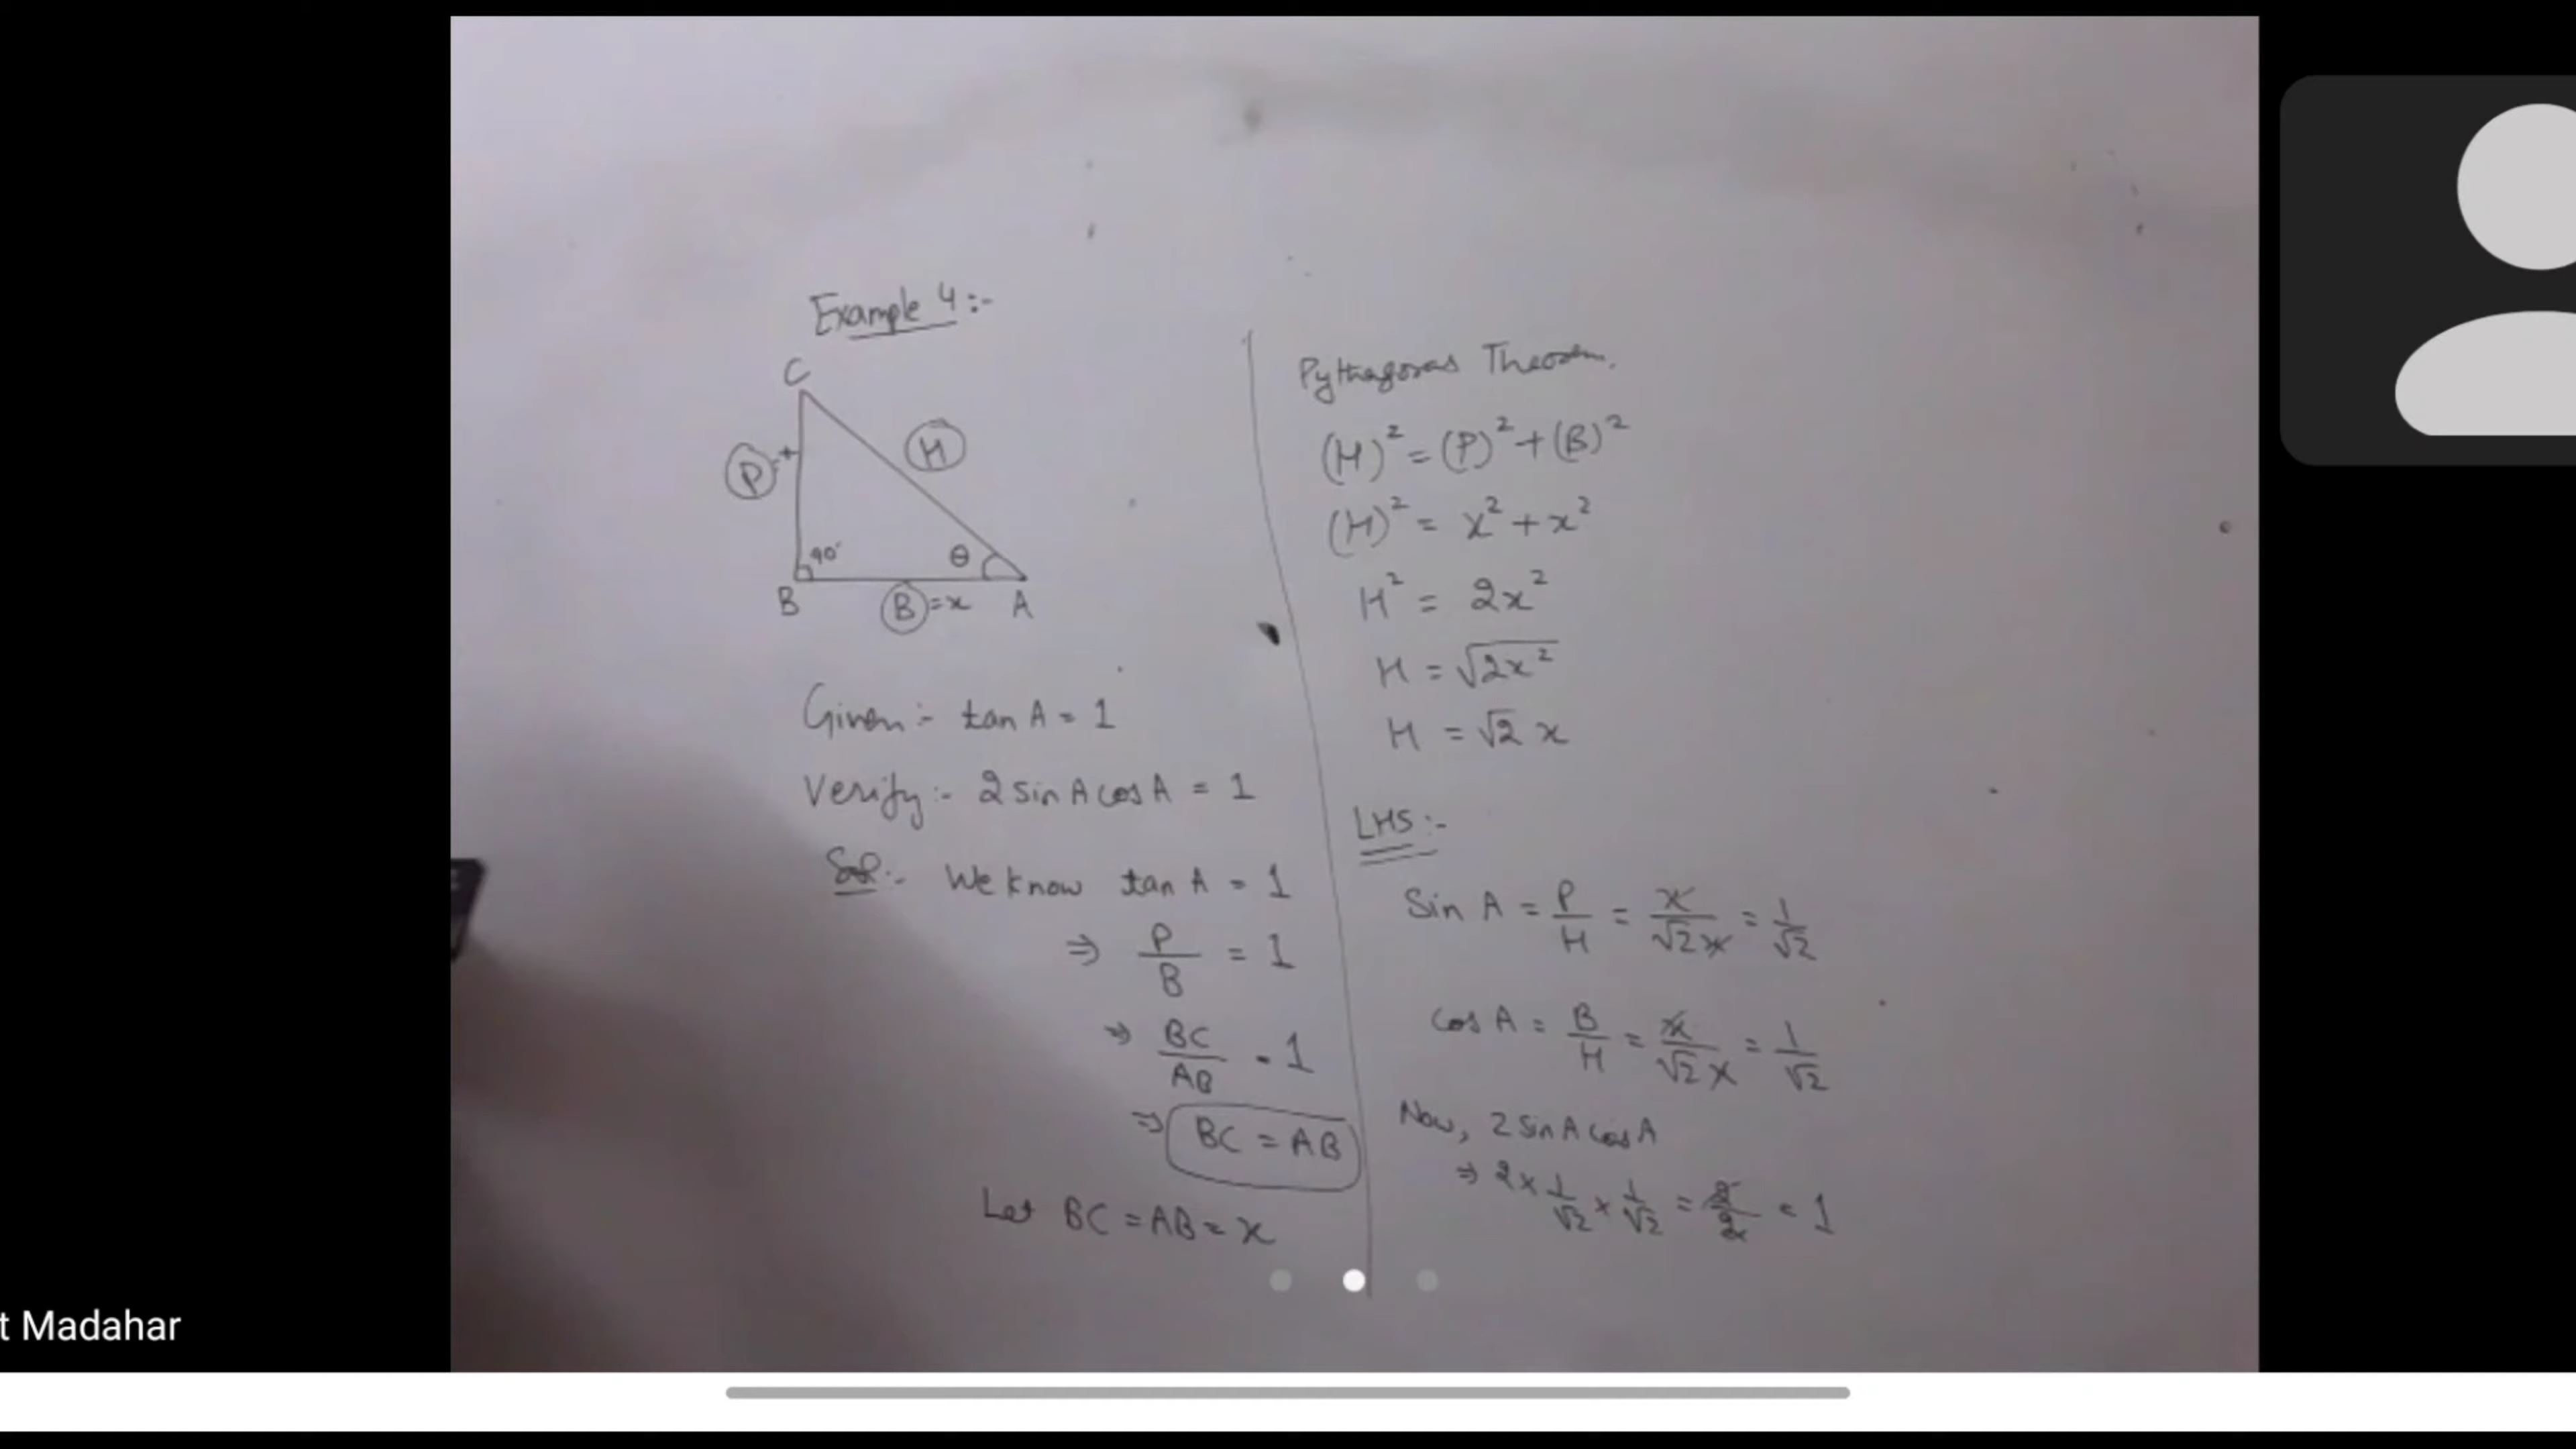 Example 4:-
C
P = x
H
90°
θ
B
B = x
A
Given:- tan A = 1
Verify:- 2 sin A cos A = 1
Sol:- We know tan A = 1
⇒ P/B = 1
⇒ BC/AB = 1
⇒ BC = AB
Let BC = AB = x
Pythagoras Theorem.
(H)² = (P)² + (B)²
(H)² = x² + x²
H² = 2x²
H = √2x²
H = √2 x
LHS:-
Sin A = P/H = x/√2x = 1/√2
cos A = B/H = x/√2x = 1/√2
Now, 2 sin A cos A
⇒ 2 × 1/√2 × 1/√2 = 2/2 = 1
t Madahar